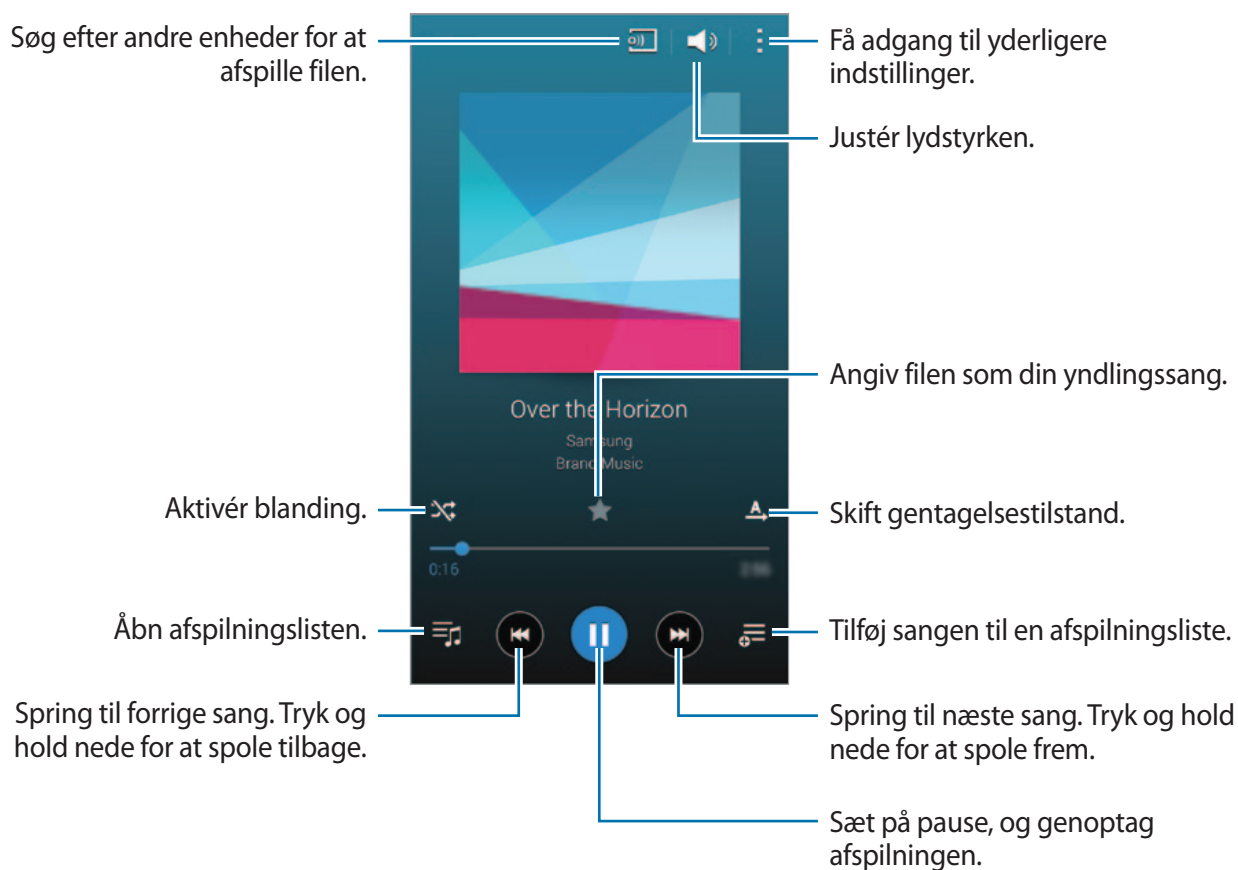 Søg efter andre enheder for at
afspille filen.
Få adgang til yderligere
indstillinger.
Justér lydstyrken.
Angiv filen som din yndlingssang.
Over the Horizon
Samsung
Brand Music
Aktivér blanding.
A
Skift gentagelsestilstand.
0:16
Åbn afspilningslisten.
Tilføj sangen til en afspilningsliste.
Spring til forrige sang. Tryk og
hold nede for at spole tilbage.
Spring til næste sang. Tryk og hold
nede for at spole frem.
Sæt på pause, og genoptag
afspilningen.